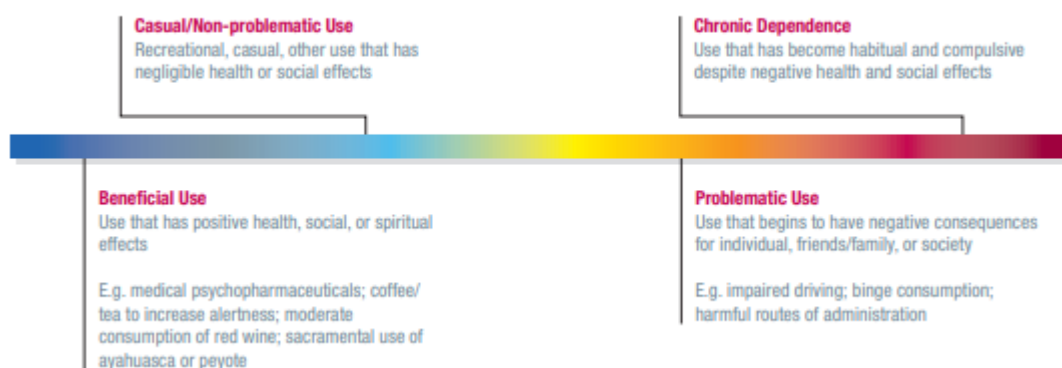 Casual/Non-problematic Use
Recreational, casual, other use that has
negligible health or social effects
Chronic Dependence
Use that has become habitual and compulsive
despite negative health and social effects
Beneficial Use
Use that has positive health, social, or spiritual
effects
E.g. medical psychopharmaceuticals; coffee/
tea to increase alertness; moderate
consumption of red wine; sacramental use of
ayahuasca or peyote
Problematic Use
Use that begins to have negative consequences
for individual, friends/family, or society
E.g. impaired driving; binge consumption;
harmful routes of administration